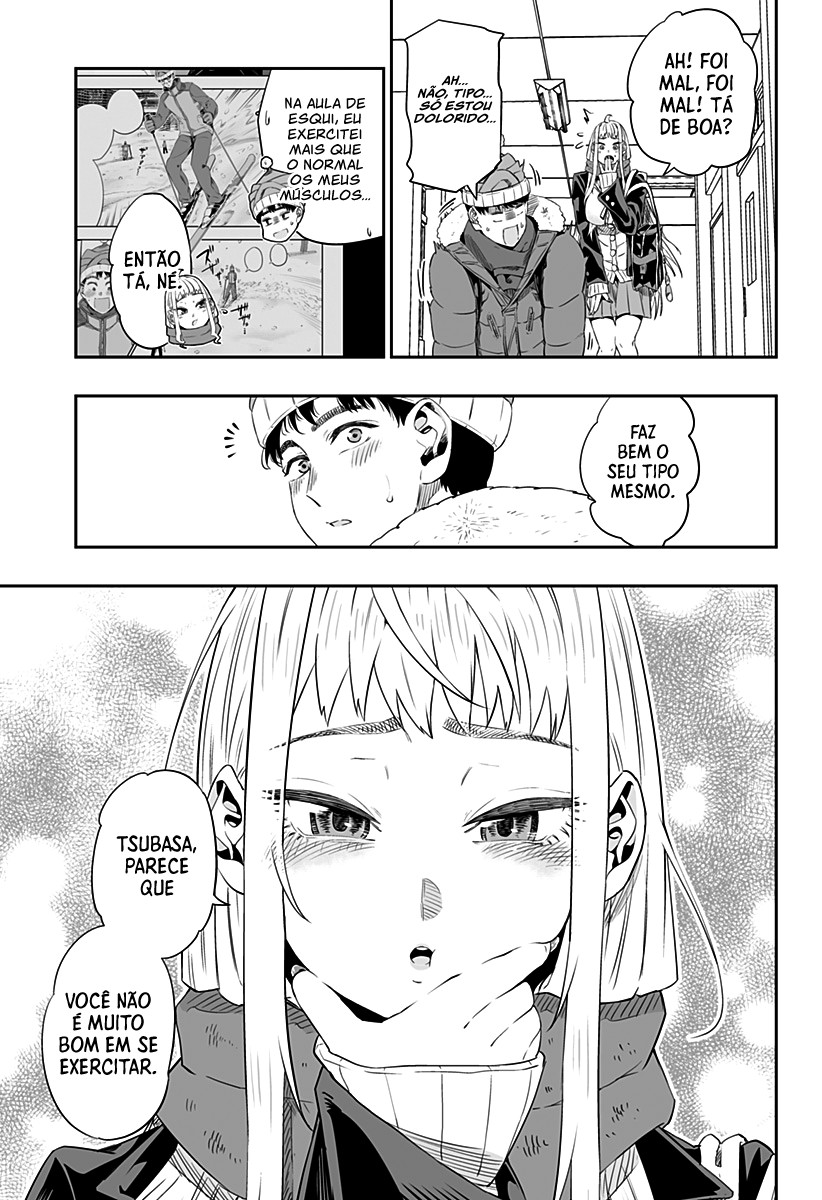 AH! FOI
MAL, FOI
MAL! TÁ
DE BOA?
AH...
NÃO, TIPO...
SÓ ESTOU
DOLORIDO...
NA AULA DE
ESQUI, EU
EXERCITEI
MAIS QUE
O NORMAL
OS MEUS
MÚSCULOS...
ENTÃO
TÁ, NÉ.
FAZ
BEM O
SEU TIPO
MESMO.
TSUBASA,
PARECE
QUE
VOCÊ NÃO
É MUITO
BOM EM SE
EXERCITAR.